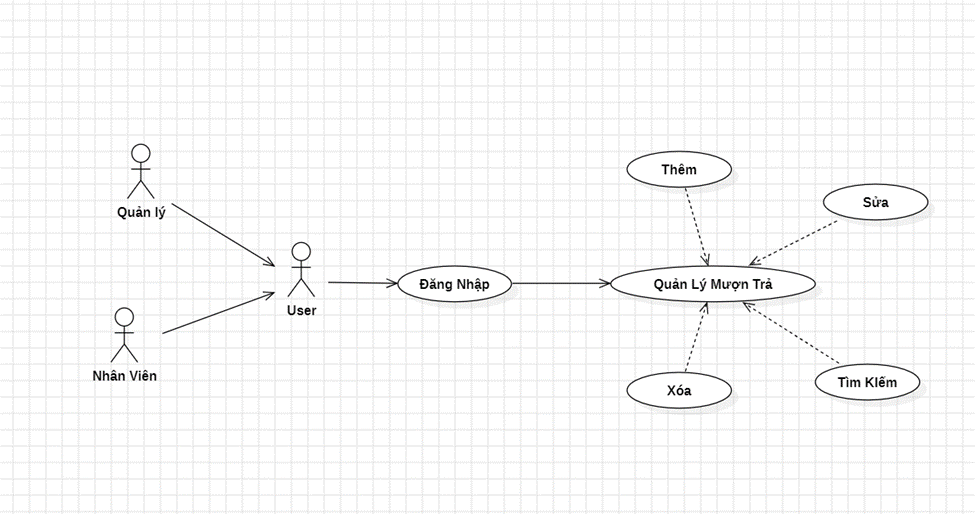 Quản lý
Nhân Viên
User
Đăng Nhập
Quản Lý Mượn Trả
Thêm
Sửa
Xóa
Tìm KIếm